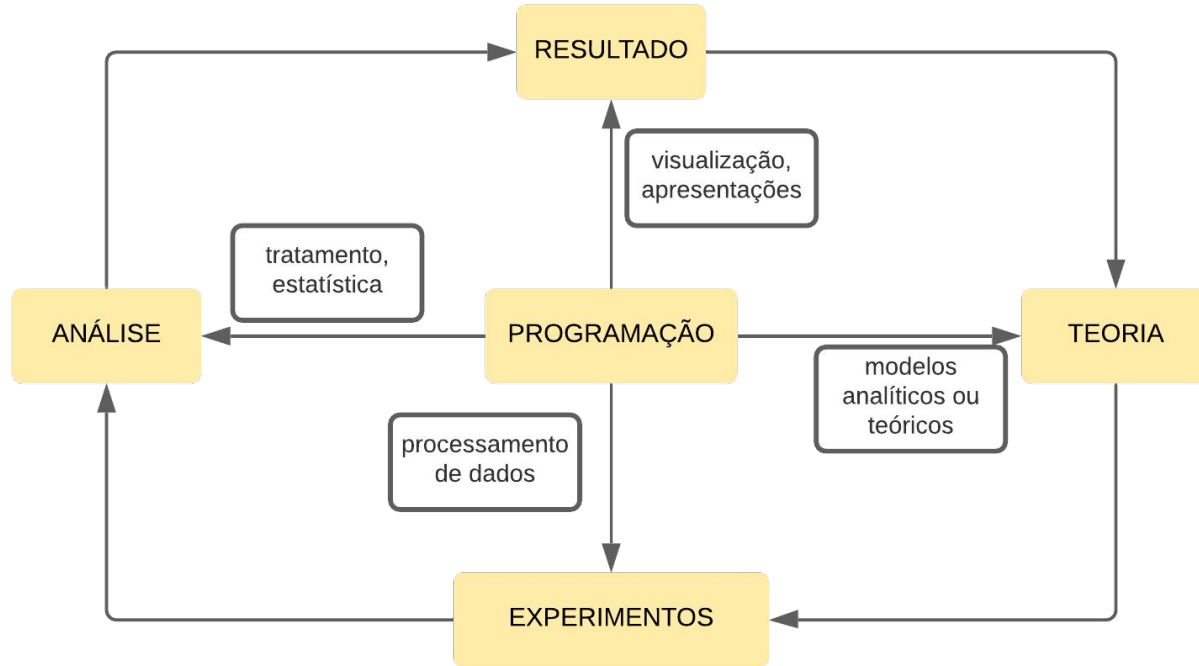 RESULTADO
visualização,
apresentações
tratamento,
estatística
ANÁLISE
PROGRAMAÇÃO
TEORIA
modelos
analíticos ou
teóricos
processamento
de dados
EXPERIMENTOS